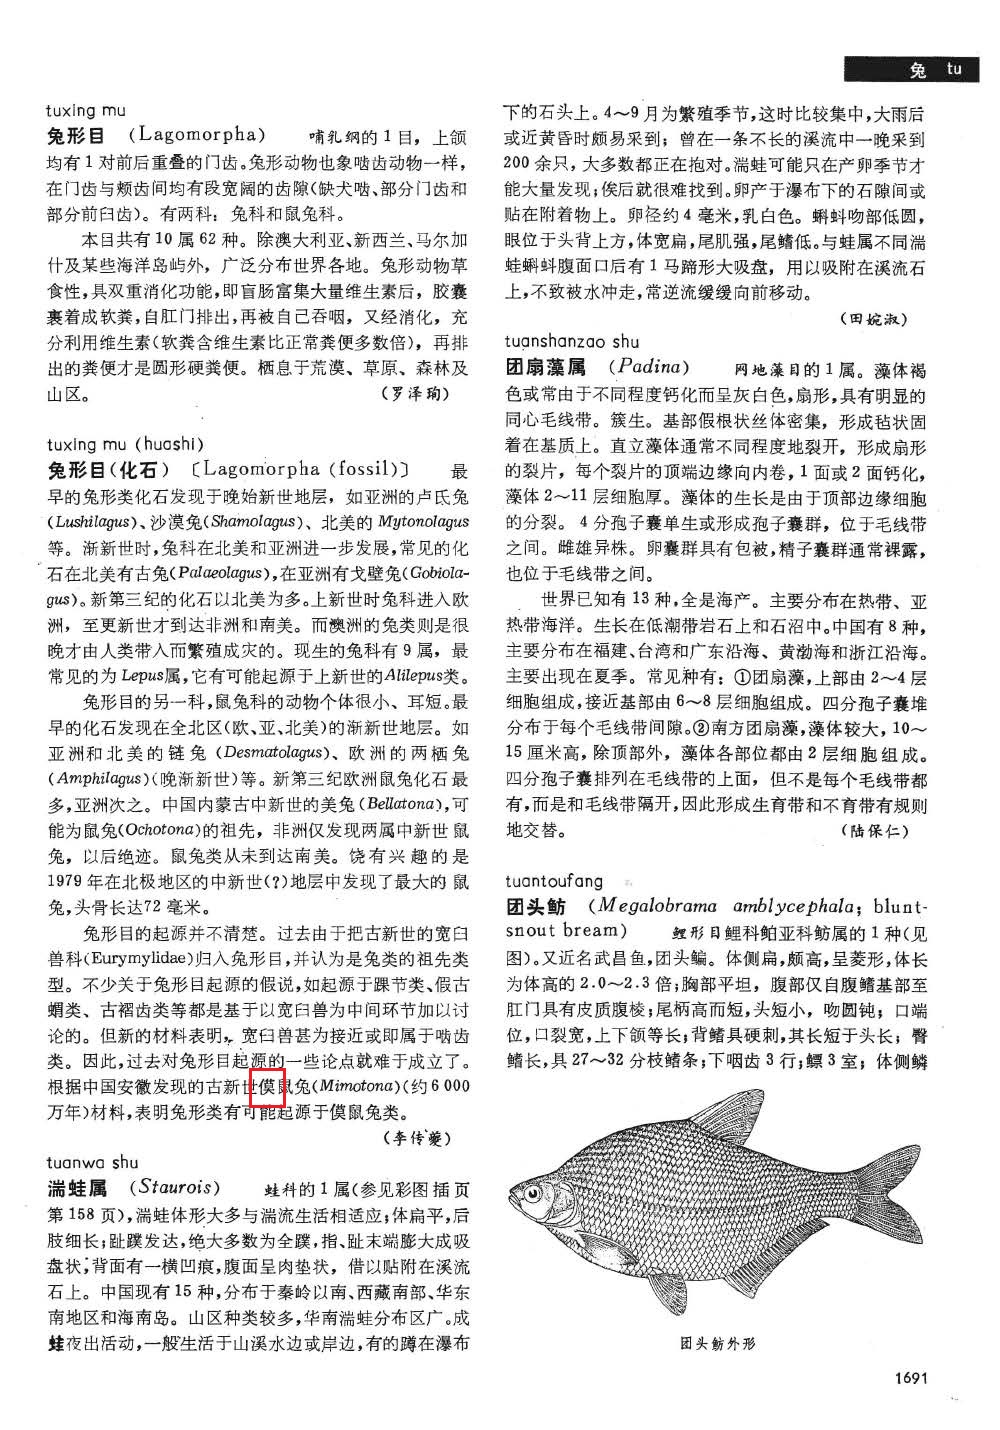 兔 tu
tuxing mu
兔形目 (Lagomorpha) 哺乳纲的1目，上颌
均有1对前后重叠的门齿。兔形动物也象啮齿动物一样，
在门齿与颊齿间均有段宽阔的齿隙(缺犬啮、部分门齿和
部分前臼齿)。有两科：兔科和鼠兔科。
本目共有10属62种。除澳大利亚、新西兰、马尔加
什及某些海洋岛屿外，广泛分布世界各地。兔形动物草
食性，具双重消化功能，即盲肠富集大量维生素后，胶囊
裹着成软粪，自肛门排出，再被自己吞咽，又经消化，充
分利用维生素(软粪含维生素比正常粪便多数倍)，再排
出的粪便才是圆形硬粪便。栖息于荒漠、草原、森林及
山区。 (罗泽珣)
tuxing mu (huashi)
兔形目(化石) 〔Lagomorpha (fossil)〕 最
早的兔形类化石发现于晚始新世地层，如亚洲的卢氏兔
(Lushilagus)、沙漠兔(Shamolagus)、北美的 Mytonolagus
等。渐新世时，兔科在北美和亚洲进一步发展，常见的化
石在北美有古兔(Palaeolagus)，在亚洲有戈壁兔(Gobiola-
gus)。新第三纪的化石以北美为多。上新世时兔科进入欧
洲，至更新世才到达非洲和南美。而澳洲的兔类则是很
晚才由人类带入而繁殖成灾的。现生的兔科有9属，最
常见的为 Lepus属，它有可能起源于上新世的Alilepus类。
兔形目的另一科，鼠兔科的动物个体很小、耳短。最
早的化石发现在全北区(欧、亚、北美)的渐新世地层。如
亚洲和北美的链兔 (Desmatolagus)、欧洲的两栖兔
(Amphilagus)(晚渐新世)等。新第三纪欧洲鼠兔化石最
多，亚洲次之。中国内蒙古中新世的美兔(Bellatona)，可
能为鼠兔(Ochotona)的祖先，非洲仅发现两属中新世鼠
兔，以后绝迹。鼠兔类从未到达南美。饶有兴趣的是
1979年在北极地区的中新世(?)地层中发现了最大的鼠
兔，头骨长达72毫米。
兔形目的起源并不清楚。过去由于把古新世的宽臼
兽科(Eurymylidae)归入兔形目，并认为是兔类的祖先类
型。不少关于兔形目起源的假说，如起源于踝节类、假古
猬类、古褶齿类等都是基于以宽臼兽为中间环节加以讨
论的。但新的材料表明，宽臼兽甚为接近或即属于啮齿
类。因此，过去对兔形目起源的一些论点就难于成立了。
根据中国安徽发现的古新世㒻鼠兔(Mimotona)(约6 000
万年)材料，表明兔形类有可能起源于㒻鼠兔类。
(李传夔)
tuanwa shu
湍蛙属 (Staurois) 蛙科的1属(参见彩图插页
第158页)，湍蛙体形大多与湍流生活相适应；体扁平，后
肢细长；趾蹼发达，绝大多数为全蹼，指、趾末端膨大成吸
盘状；背面有一横凹痕，腹面呈肉垫状，借以贴附在溪流
石上。中国现有15种，分布于秦岭以南、西藏南部、华东
南地区和海南岛。山区种类较多，华南湍蛙分布区广。成
蛙夜出活动，一般生活于山溪水边或岸边，有的蹲在瀑布
下的石头上。4～9月为繁殖季节，这时比较集中，大雨后
或近黄昏时颇易采到；曾在一条不长的溪流中一晚采到
200余只，大多数都正在抱对。湍蛙可能只在产卵季节才
能大量发现；俟后就很难找到。卵产于瀑布下的石隙间或
贴在附着物上。卵径约4毫米，乳白色。蝌蚪吻部低圆，
眼位于头背上方，体宽扁，尾肌强，尾鳍低。与蛙属不同湍
蛙蝌蚪腹面口后有1马蹄形大吸盘，用以吸附在溪流石
上，不致被水冲走，常逆流缓缓向前移动。
(田婉淑)
tuanshanzao shu
团扇藻属 (Padina) 网地藻目的1属。藻体褐
色或常由于不同程度钙化而呈灰白色，扇形，具有明显的
同心毛线带。簇生。基部假根状丝体密集，形成毡状固
着在基质上。直立藻体通常不同程度地裂开，形成扇形
的裂片，每个裂片的顶端边缘向内卷，1面或2面钙化，
藻体2～11层细胞厚。藻体的生长是由于顶部边缘细胞
的分裂。4分孢子囊单生或形成孢子囊群，位于毛线带
之间。雌雄异株。卵囊群具有包被，精子囊群通常裸露，
也位于毛线带之间。
世界已知有13种，全是海产。主要分布在热带、亚
热带海洋。生长在低潮带岩石上和石沼中。中国有8种，
主要分布在福建、台湾和广东沿海、黄渤海和浙江沿海。
主要出现在夏季。常见种有：①团扇藻，上部由2～4层
细胞组成，接近基部由6～8层细胞组成。四分孢子囊堆
分布于每个毛线带间隙。②南方团扇藻，藻体较大，10～
15厘米高，除顶部外，藻体各部位都由2层细胞组成。
四分孢子囊排列在毛线带的上面，但不是每个毛线带都
有，而是和毛线带隔开，因此形成生育带和不育带有规则
地交替。 (陆保仁)
tuantoufang
团头鲂 (Megalobrama amblycephala; blunt-
snout bream) 鲤形目鲤科鲌亚科鲂属的1种(见
图)。又近名武昌鱼，团头鳊。体侧扁，颇高，呈菱形，体长
为体高的2.0～2.3倍；胸部平坦，腹部仅自腹鳍基部至
肛门具有皮质腹棱；尾柄高而短，头短小，吻圆钝；口端
位，口裂宽，上下颌等长；背鳍具硬刺，其长短于头长；臀
鳍长，具27～32分枝鳍条；下咽齿3行；鳔3室；体侧鳞
团头鲂外形
1691